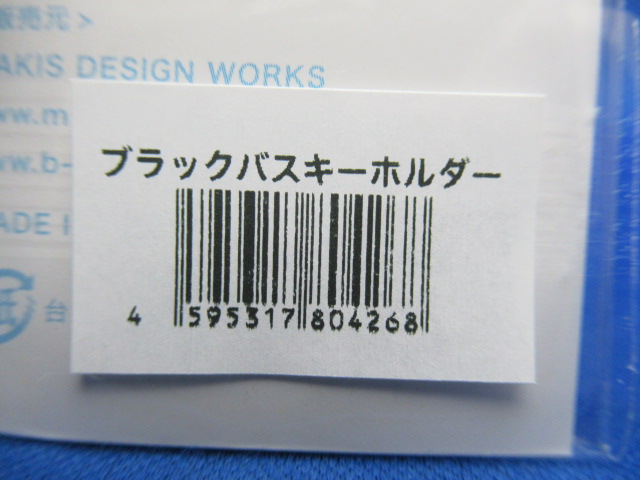 販売元>
AKIS DESIGN WORKS
www.m
ww.b-
ADE I
台
ブラックバスキーホルダー
4 595317 804268